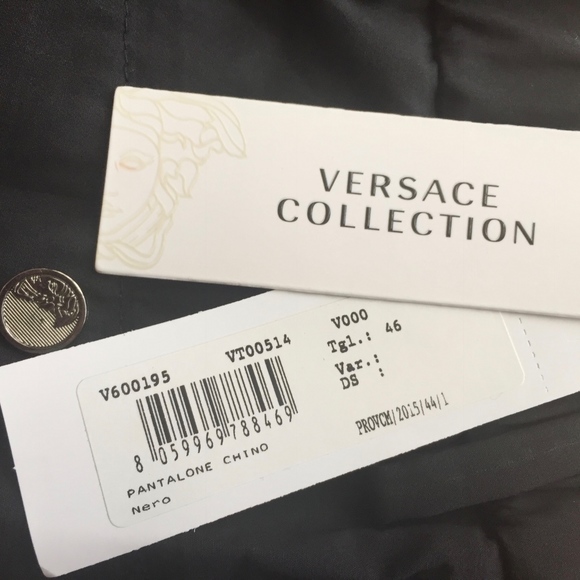 VERSACE
COLLECTION
V600195 VT00514 V000
Tgl.: 46
Var.:
DS :
8 059969 788469
PANTALONE CHINO
Nero
PROVCM/2015/44/1